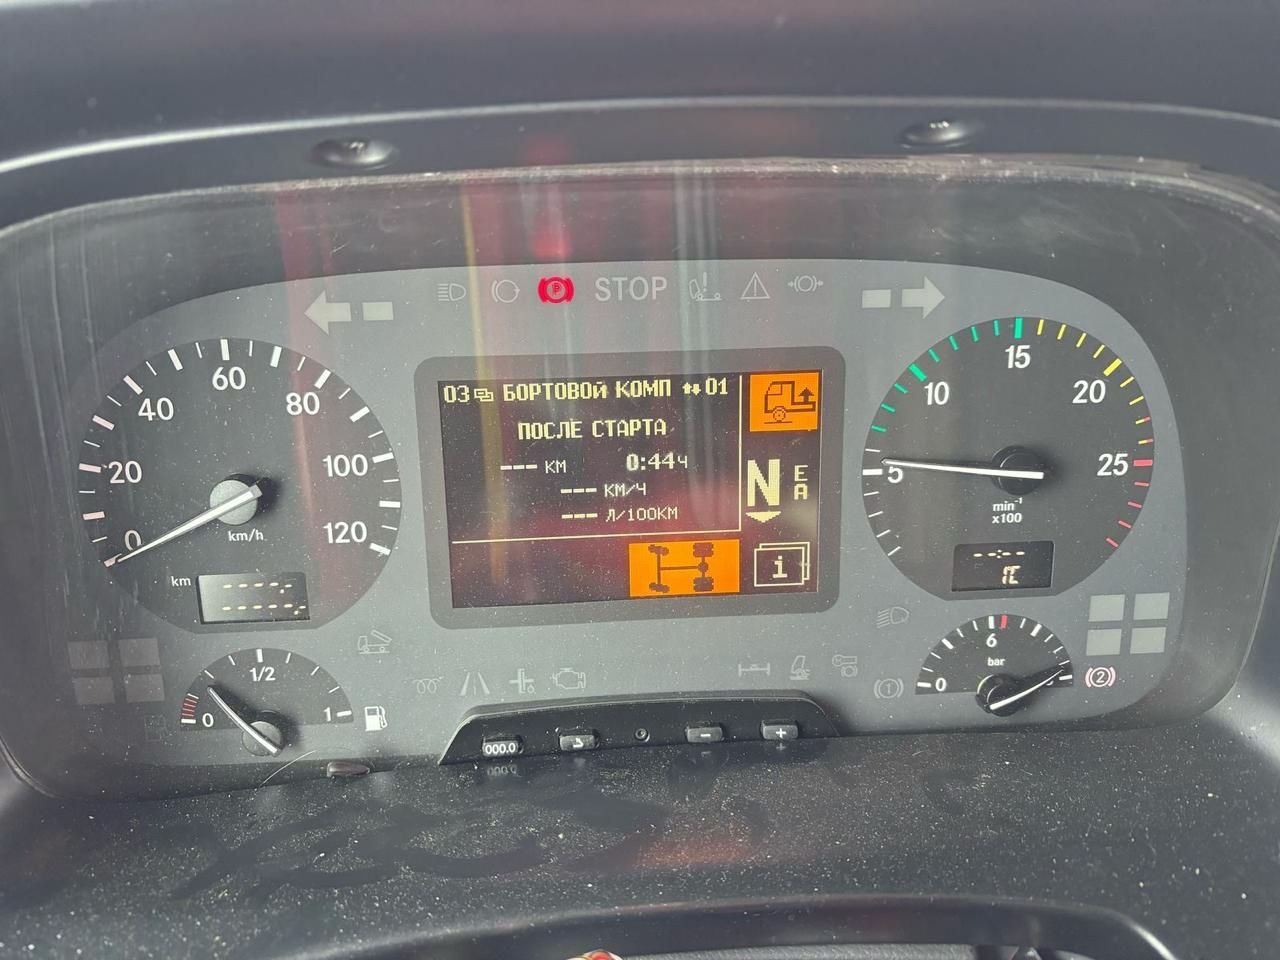 STOP
60
40
80
20
100
0
120
km/h
km
03 БОРТОВОЙ КОМП 01
ПОСЛЕ СТАРТА
--- КМ 0:44Ч
--- КМ/Ч
--- Л/100КМ
N E
A
i
15
10
20
5
25
min⁻¹
x100
1/2
0
1
6
bar
0
1
2
000.0
-
+